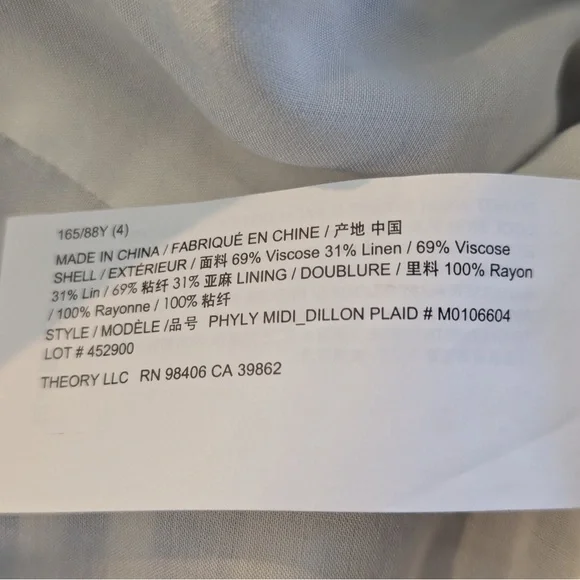 165/88Y (4)
MADE IN CHINA / FABRIQUÉ EN CHINE / 产地 中国
SHELL / EXTÉRIEUR / 面料 69% Viscose 31% Linen / 69% Viscose
31% Lin / 69% 粘纤 31% 亚麻 LINING / DOUBLURE / 里料 100% Rayon
/ 100% Rayonne / 100% 粘纤
STYLE / MODÈLE /品号 PHYLY MIDI_DILLON PLAID # M0106604
LOT # 452900
THEORY LLC RN 98406 CA 39862